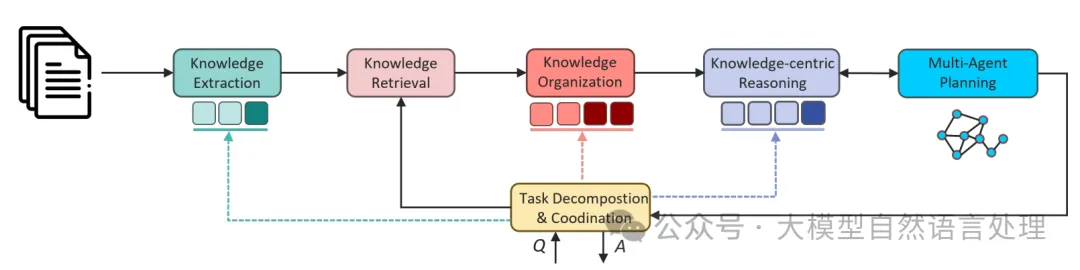 Knowledge
Extraction
Knowledge
Retrieval
Knowledge
Organization
Knowledge-centric
Reasoning
Multi-Agent
Planning
Task Decompostion
& Coodination
公众号 · 大模型自然语言处理
Q
A